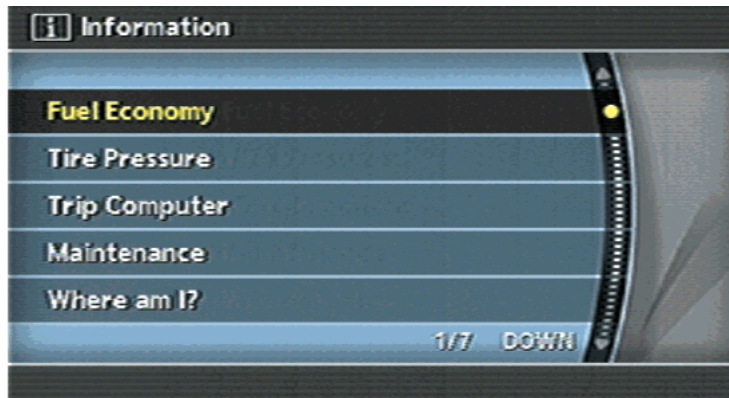 i Information
Fuel Economy
Tire Pressure
Trip Computer
Maintenance
Where am I?
1/7 DOWN